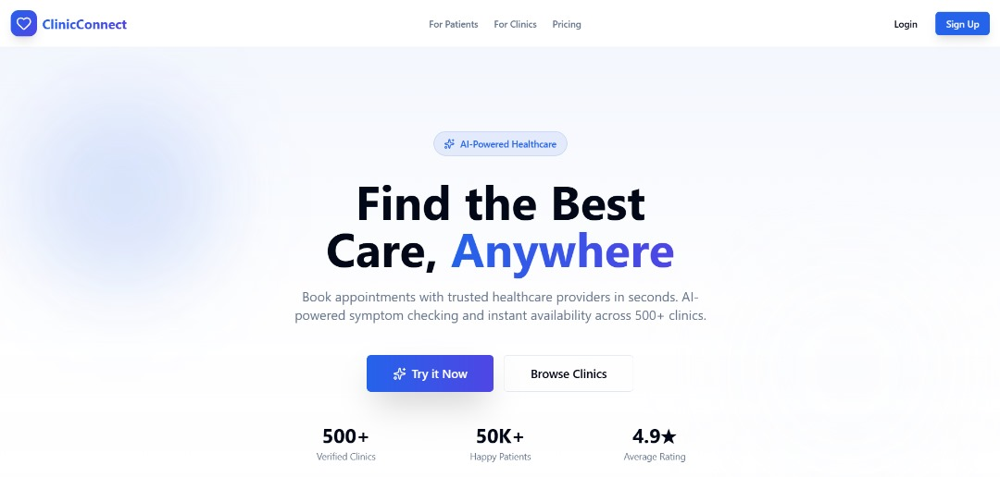 ClinicConnect
For Patients For Clinics Pricing
Login Sign Up
AI-Powered Healthcare
Find the Best
Care, Anywhere
Book appointments with trusted healthcare providers in seconds. AI-
powered symptom checking and instant availability across 500+ clinics.
Try it Now Browse Clinics
500+ 50K+ 4.9★
Verified Clinics Happy Patients Average Rating